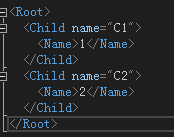 <Root>
<Child name="C1">
<Name>1</Name>
</Child>
<Child name="C2">
<Name>2</Name>
</Child>
</Root>